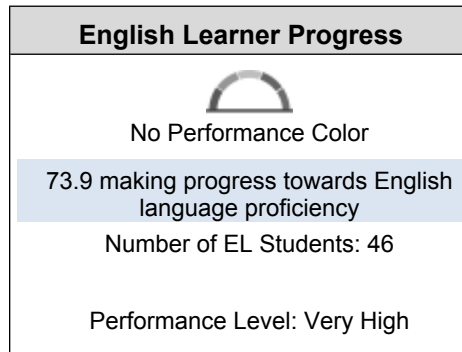 English Learner Progress
No Performance Color
73.9 making progress towards English
language proficiency
Number of EL Students: 46
Performance Level: Very High